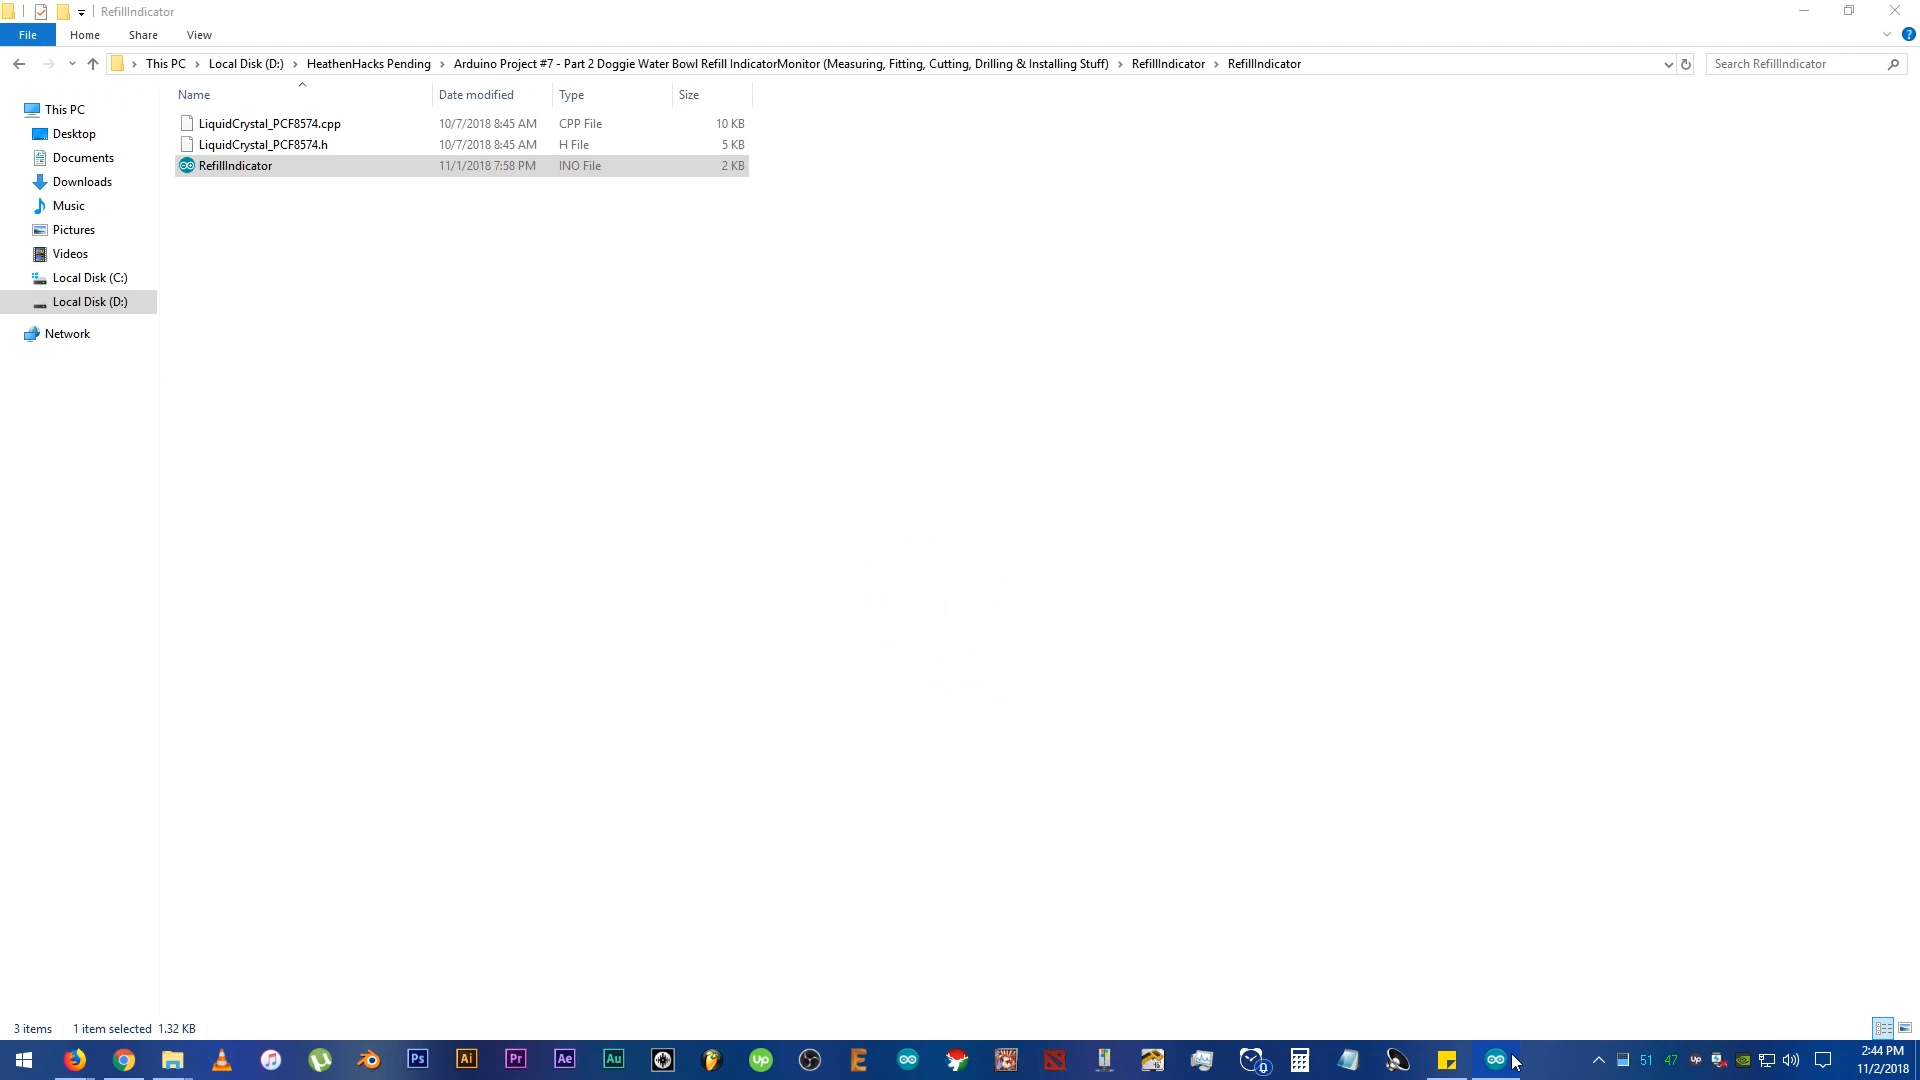 RefillIndicator
File Home Share View
This PC Local Disk (D:) HeathenHacks Pending Arduino Project #7 - Part 2 Doggie Water Bowl Refill IndicatorMonitor (Measuring, Fitting, Cutting, Drilling & Installing Stuff) RefillIndicator RefillIndicator Search RefillIndicator
Name Date modified Type Size
This PC
Desktop
Documents
Downloads
Music
Pictures
Videos
Local Disk (C:)
Local Disk (D:)
Network
LiquidCrystal_PCF8574.cpp 10/7/2018 8:45 AM CPP File 10 KB
LiquidCrystal_PCF8574.h 10/7/2018 8:45 AM H File 5 KB
RefillIndicator 11/1/2018 7:58 PM INO File 2 KB
3 items 1 item selected 1.32 KB
Ps Ai Pr Ae Au Up E 51 47 Up
2:44 PM
11/2/2018